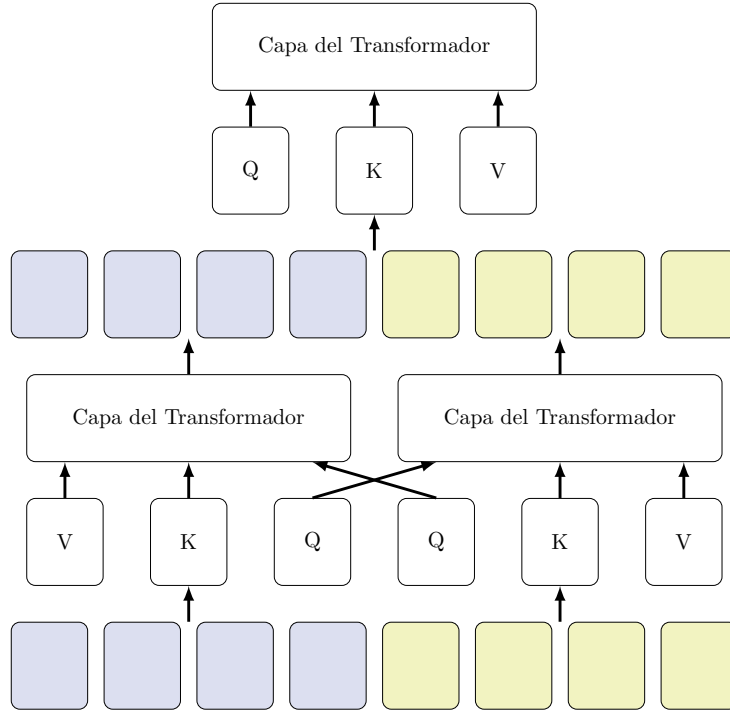 Capa del Transformador
Q K V
Capa del Transformador Capa del Transformador
V K Q Q K V